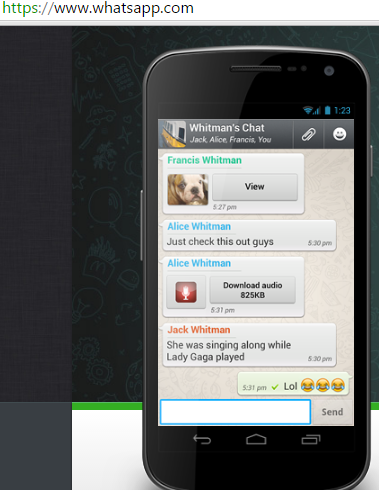 https://www.whatsapp.com
1:23
Whitman's Chat
Jack, Alice, Francis, You
Francis Whitman
View
5:27 pm
Alice Whitman
Just check this out guys
5:30 pm
Alice Whitman
Download audio
825KB
5:31 pm
Jack Whitman
She was singing along while
Lady Gaga played
5:30 pm
5:31 pm Lol 😂😂😂
Send